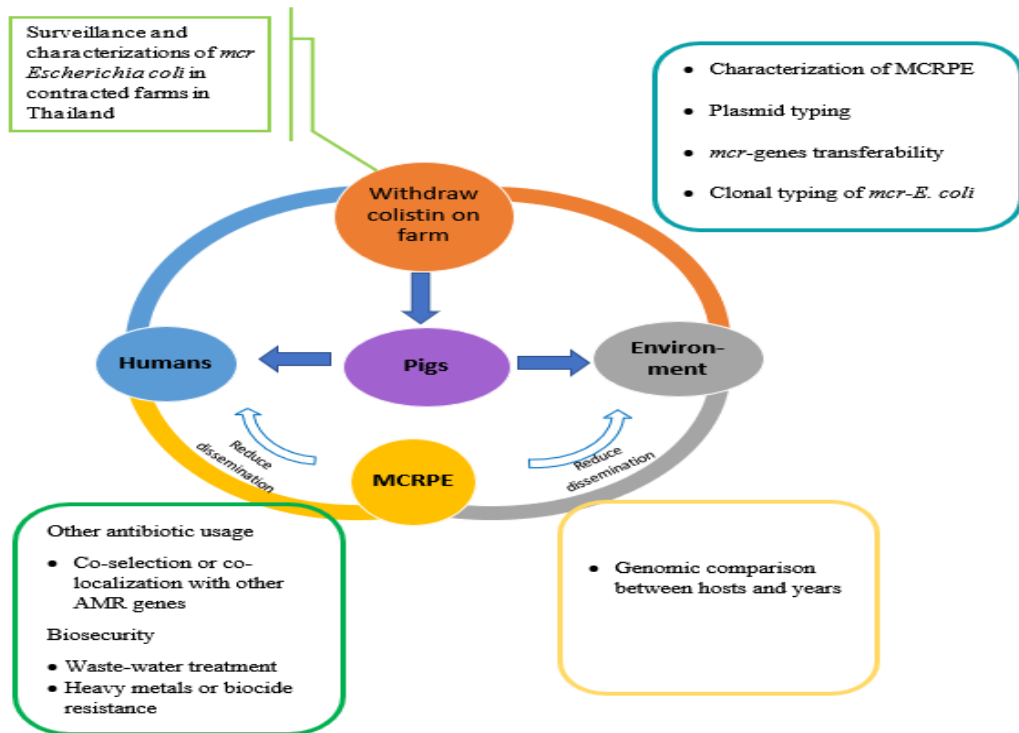 Surveillance and
characterizations of mcr
Escherichia coli in
contracted farms in
Thailand
• Characterization of MCRPE
• Plasmid typing
• mcr-genes transferability
• Clonal typing of mcr-E. coli
Withdraw
colistin on
farm
Humans
Pigs
Environ-
ment
Reduce
dissemination
MCRPE
Reduce
dissemination
Other antibiotic usage
• Co-selection or co-
localization with other
AMR genes
Biosecurity
• Waste-water treatment
• Heavy metals or biocide
resistance
• Genomic comparison
between hosts and years